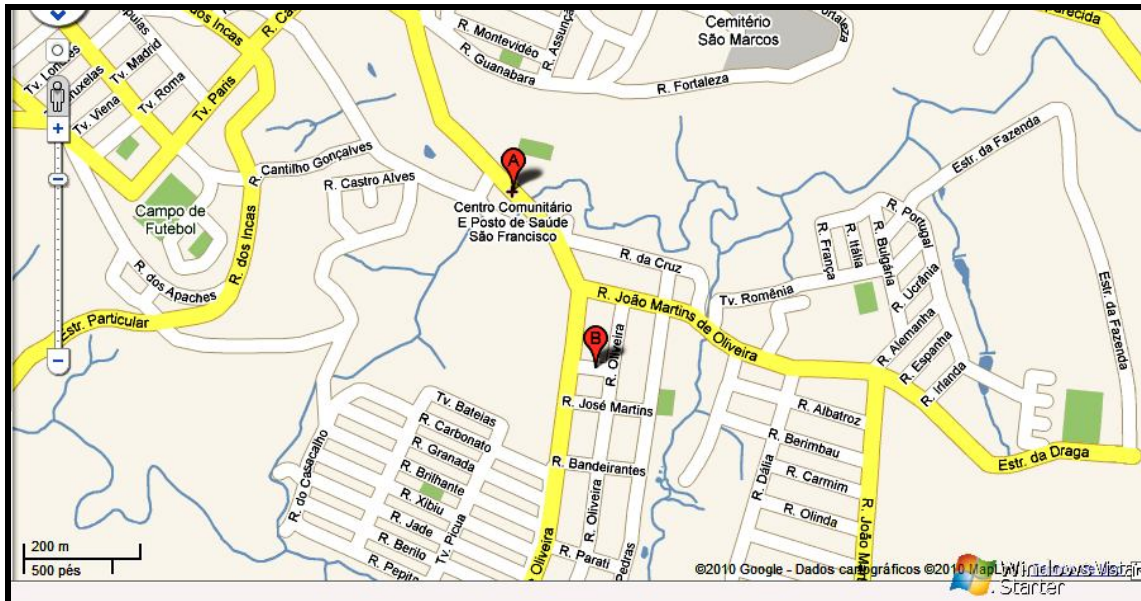 dos Incas
R. Montevidéo
R. Assunção
R. Guanabara
Cemitério
São Marcos
Fortaleza
R. Fortaleza
Tv. Madrid
Tv. Roma
Tv. Viena
Tv. Paris
R. Cantilho Gonçalves
R. Castro Alves
Campo de
Futebol
R. dos Incas
R. dos Apaches
Estr. Particular
A
Centro Comunitário
E Posto de Saúde
São Francisco
R. da Cruz
R. João Martins de Oliveira
Tv. Romênia
R. França
R. Itália
R. Bulgária
R. Portugal
R. Ucrânia
R. Alemanha
R. Espanha
R. Irlanda
Estr. da Fazenda
Estr. da Fazenda
Estr. da Draga
B
R. Oliveira
R. José Martins
R. Bandeirantes
R. Oliveira
R. Parati
Pedras
Oliveira
Tv. Bateias
R. Carbonato
R. Granada
R. Brilhante
R. Xibiu
R. Jade
R. Berilo
R. Pepita
Tv. Picua
R. do Casacalho
R. Albatroz
R. Berimbau
R. Carmim
R. Olinda
R. Dália
R. João Mart
200 m
500 pés
©2010 Google - Dados cartográficos ©2010
Starter